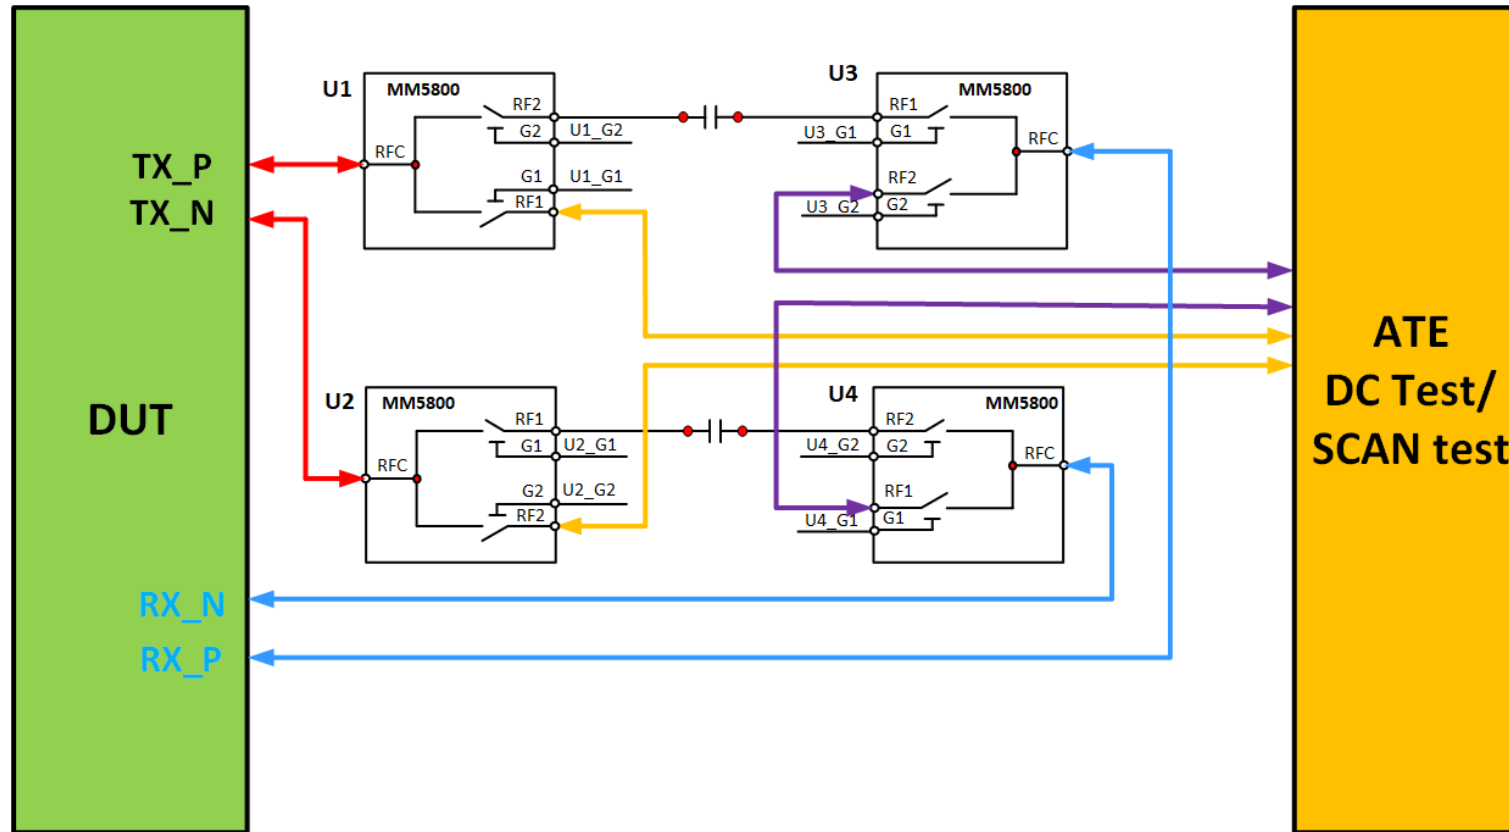 DUT
TX_P
TX_N
RX_N
RX_P
U1
MM5800
RFC
RF2
G2
U1_G2
G1
U1_G1
RF1
U3
MM5800
RF1
U3_G1
G1
RFC
RF2
U3_G2
G2
U2
MM5800
RFC
RF1
G1
U2_G1
G2
U2_G2
RF2
U4
MM5800
RF2
U4_G2
G2
RFC
RF1
U4_G1
G1
ATE
DC Test/
SCAN test